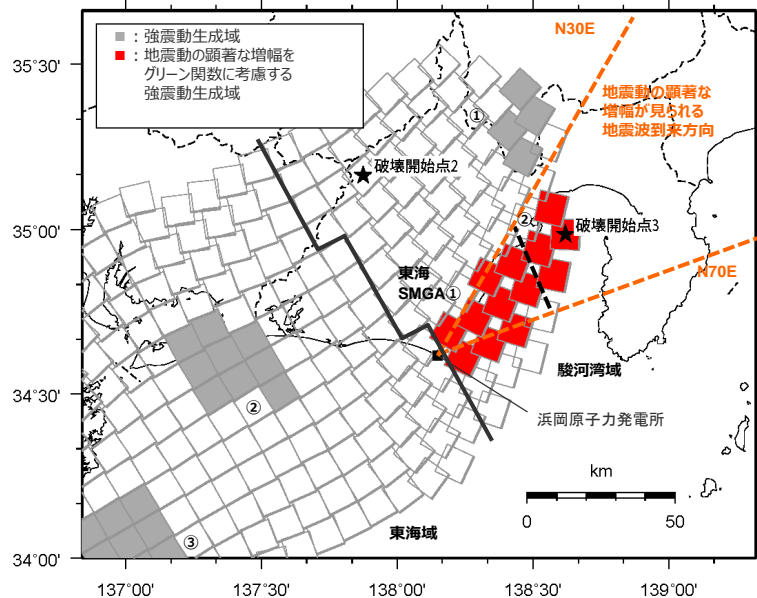 ■：強震動生成域
■：地震動の顕著な増幅を
グリーン関数に考慮する
強震動生成域
N30E
地震動の顕著な
増幅が見られる
地震波到来方向
35°30'
①
破壊開始点2
35°00'
②
破壊開始点3
N70E
東海
SMGA①
34°30'
駿河湾域
②
浜岡原子力発電所
km
0
50
③
東海域
34°00'
137°00'
137°30'
138°00'
138°30'
139°00'